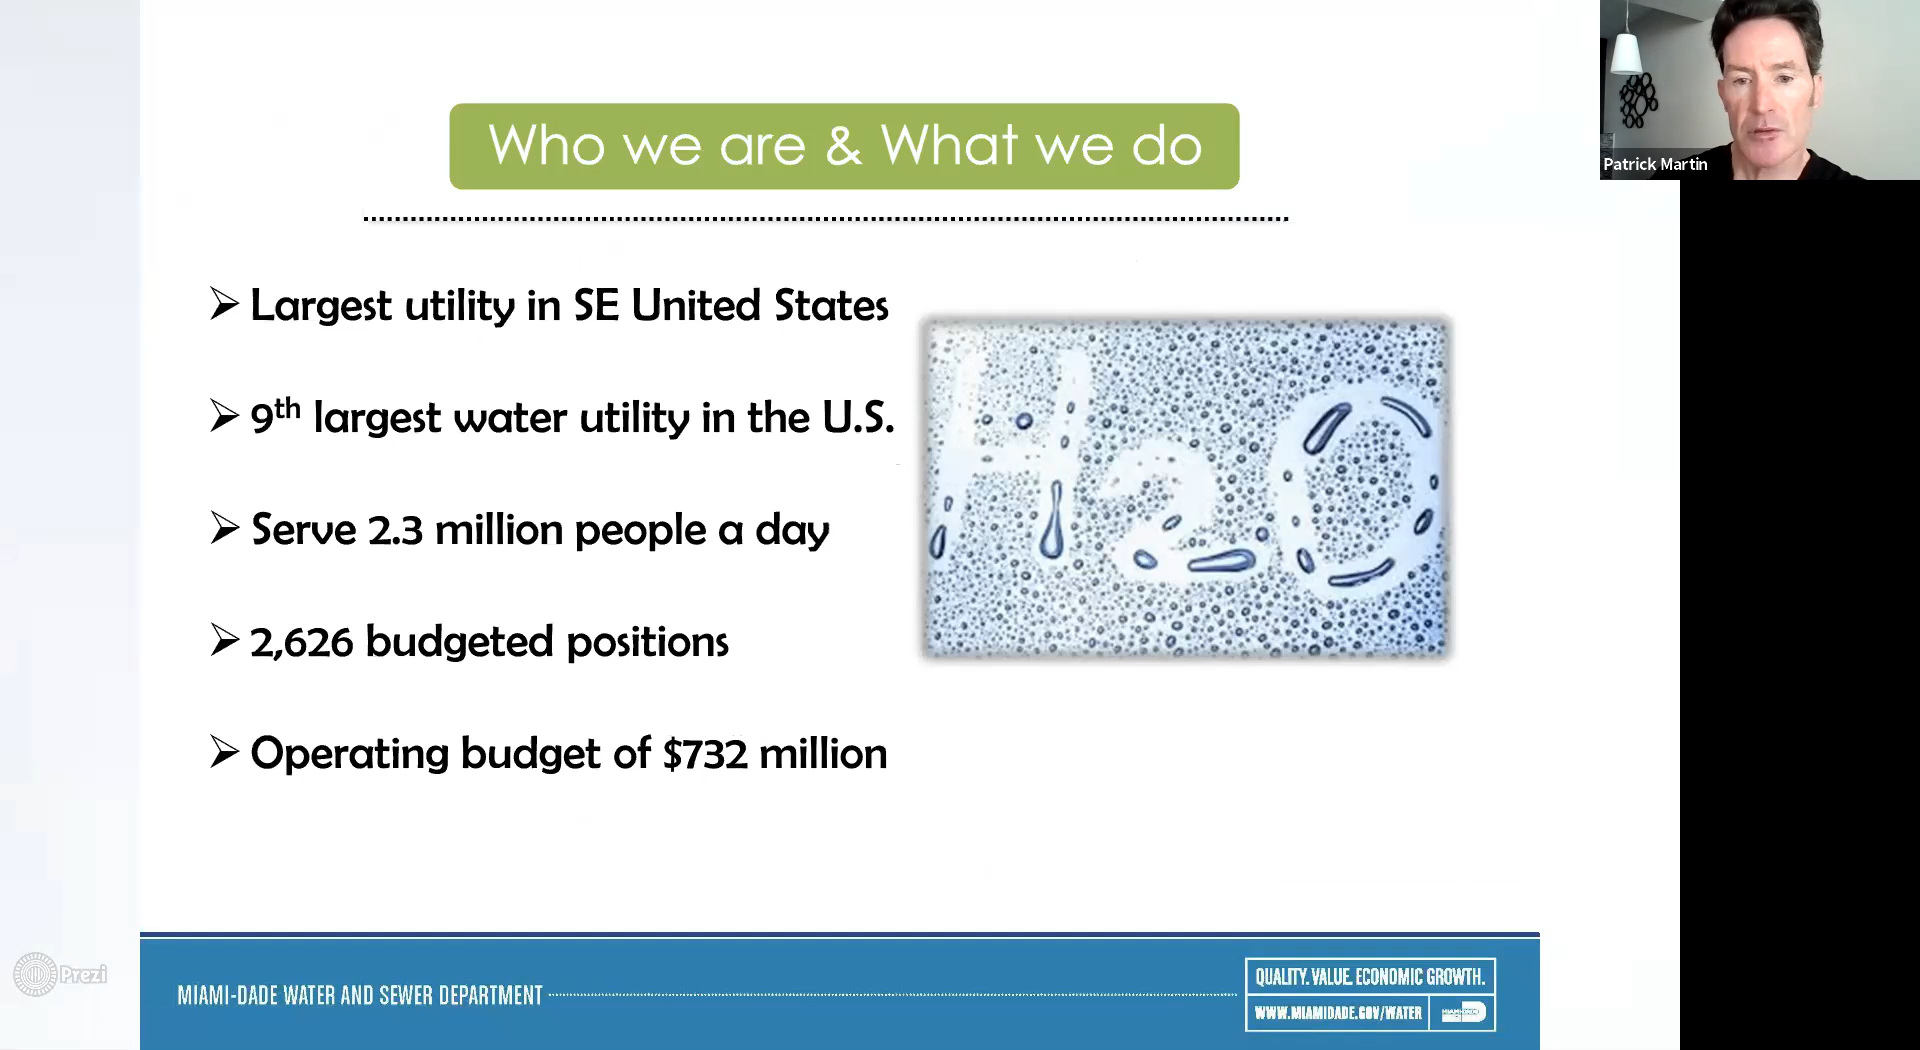 Who we are & What we do
Patrick Martin
➢ Largest utility in SE United States
➢ 9th largest water utility in the U.S.
➢ Serve 2.3 million people a day
➢ 2,626 budgeted positions
➢ Operating budget of $732 million
H2O
Prezi
MIAMI-DADE WATER AND SEWER DEPARTMENT
QUALITY. VALUE. ECONOMIC GROWTH.
WWW.MIAMIDADE.GOV/WATER